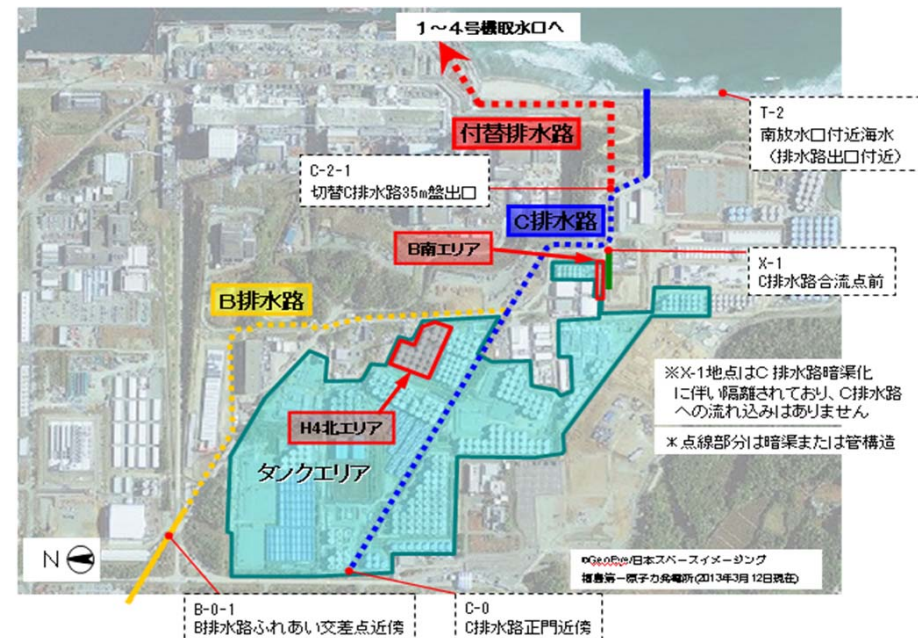 1~4号機取水口へ
付替排水路
T-2
南放水口付近海水
(排水路出口付近)
C-2-1
切替C排水路35m盤出口
C排水路
B南エリア
X-1
C排水路合流点前
B排水路
※X-1地点はC排水路暗渠化
に伴い隔離されており、C排水路
への流れ込みはありません
*点線部分は暗渠または管構造
H4北エリア
タンクエリア
N
©GeoEye/日本スペースイメージング
福島第一原子力発電所(2013年3月12日現在)
B-0-1
B排水路ふれあい交差点近傍
C-0
C排水路正門近傍